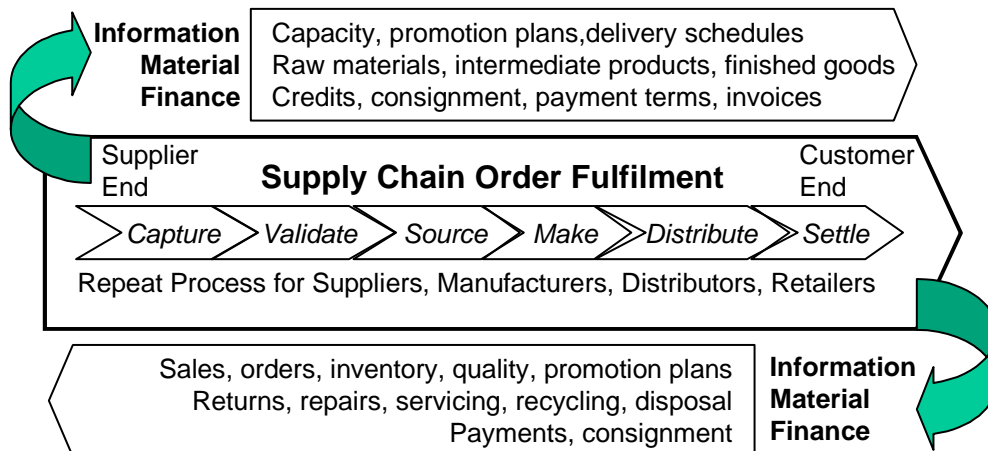 Information Capacity, promotion plans,delivery schedules
Material Raw materials, intermediate products, finished goods
Finance Credits, consignment, payment terms, invoices
Supplier End
Supply Chain Order Fulfilment
Customer End
Capture Validate Source Make Distribute Settle
Repeat Process for Suppliers, Manufacturers, Distributors, Retailers
Sales, orders, inventory, quality, promotion plans Information
Returns, repairs, servicing, recycling, disposal Material
Payments, consignment Finance